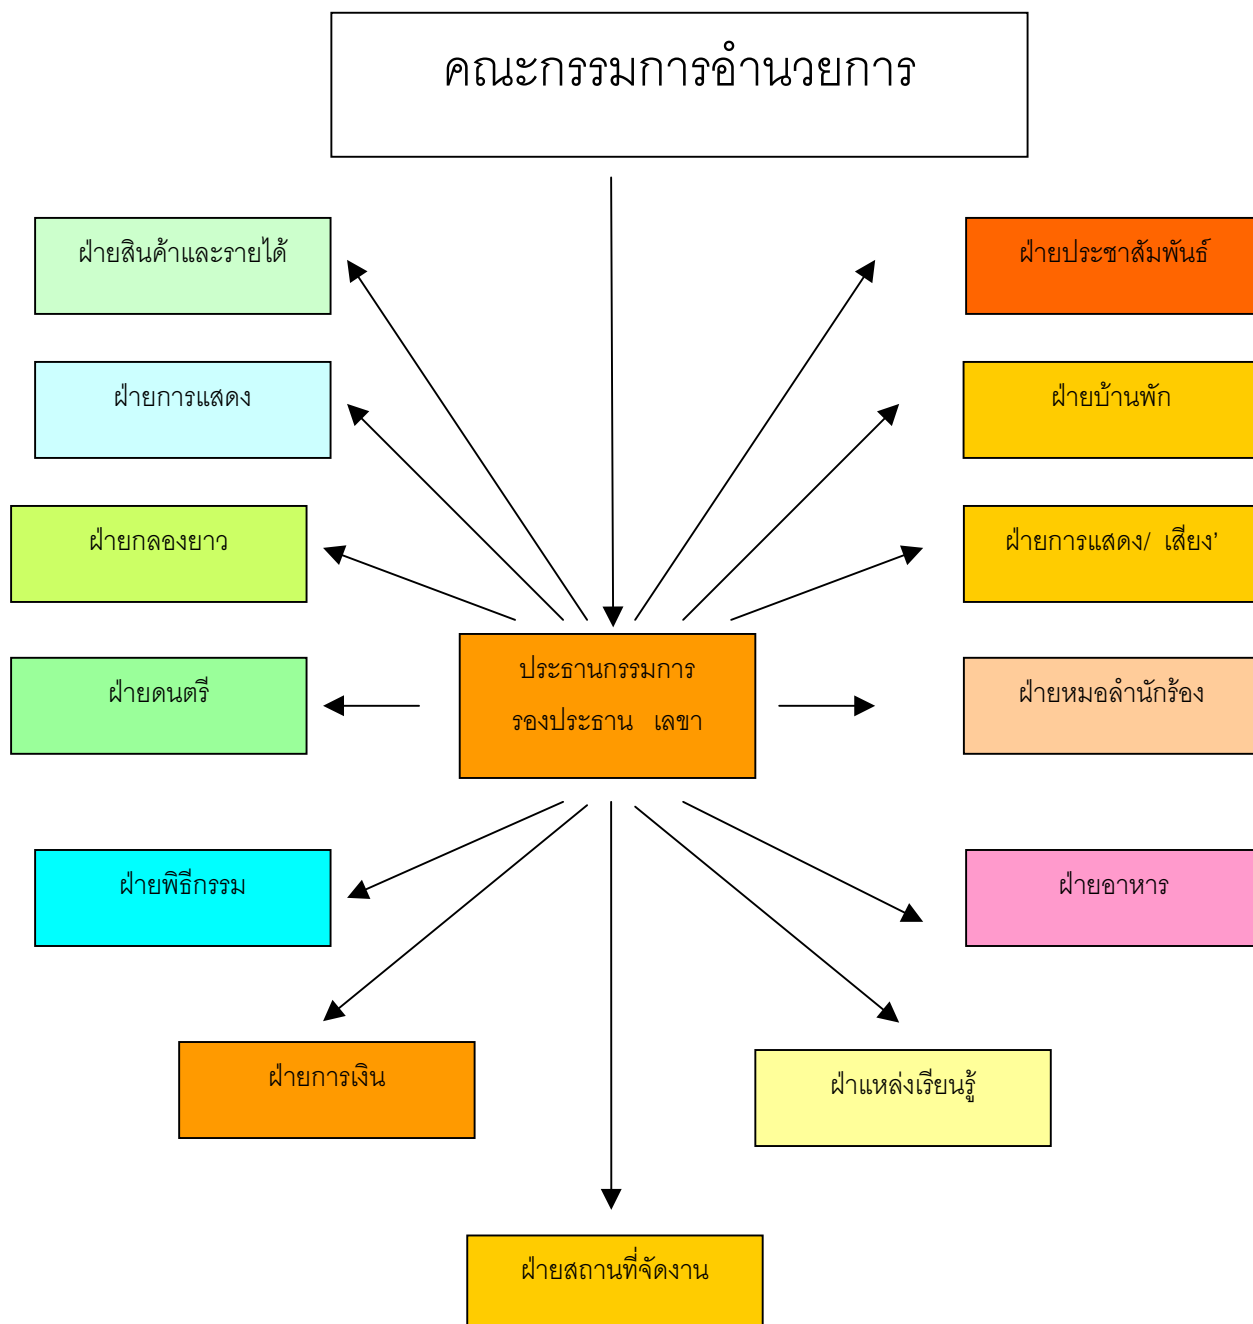 คณะกรรมการอำนวยการ
ฝ่ายสินค้าและรายได้
ฝ่ายประชาสัมพันธ์
ฝ่ายการแสดง
ฝ่ายบ้านพัก
ฝ่ายกลองยาว
ฝ่ายการแสดง/ เสี่ยง’
ประธานกรรมการ
รองประธาน เลขา
ฝ่ายดนตรี
ฝ่ายหมอลำนักร้อง
ฝ่ายพิธีกรรม
ฝ่ายอาหาร
ฝ่ายการเงิน
ฝ่าแหล่งเรียนรู้
ฝ่ายสถานที่จัดงาน